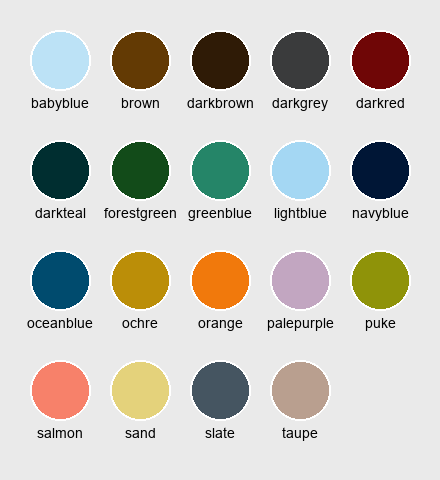 babyblue brown darkbrown darkgrey darkred
darkteal forestgreen greenblue lightblue navyblue
oceanblue ochre orange palepurple puke
salmon sand slate taupe